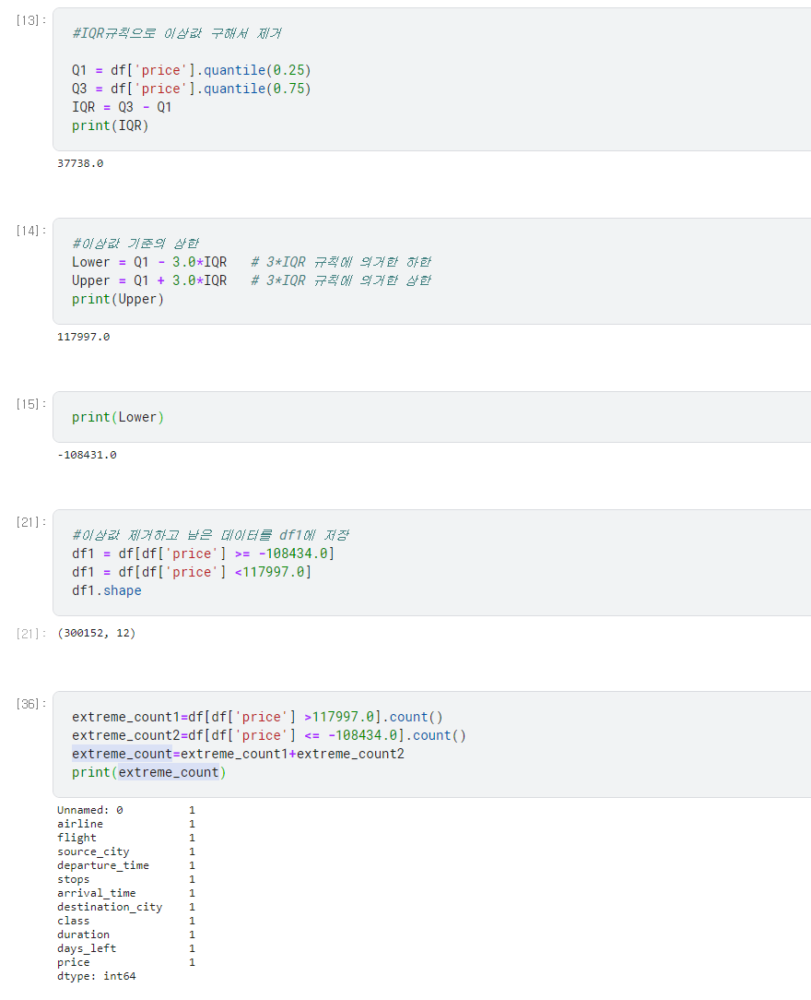 [13]:
#IQR규칙으로 이상값 구해서 제거
Q1 = df['price'].quantile(0.25)
Q3 = df['price'].quantile(0.75)
IQR = Q3 - Q1
print(IQR)
37738.0
[14]:
#이상값 기준의 상한
Lower = Q1 - 3.0*IQR   # 3*IQR 규칙에 의거한 하한
Upper = Q1 + 3.0*IQR   # 3*IQR 규칙에 의거한 상한
print(Upper)
117997.0
[15]:
print(Lower)
-108431.0
[21]:
#이상값 제거하고 남은 데이터를 df1에 저장
df1 = df[df['price'] >= -108434.0]
df1 = df[df['price'] <117997.0]
df1.shape
[21]: (300152, 12)
[36]:
extreme_count1=df[df['price'] >117997.0].count()
extreme_count2=df[df['price'] <= -108434.0].count()
extreme_count=extreme_count1+extreme_count2
print(extreme_count)
Unnamed: 0 1
airline 1
flight 1
source_city 1
departure_time 1
stops 1
arrival_time 1
destination_city 1
class 1
duration 1
days_left 1
price 1
dtype: int64